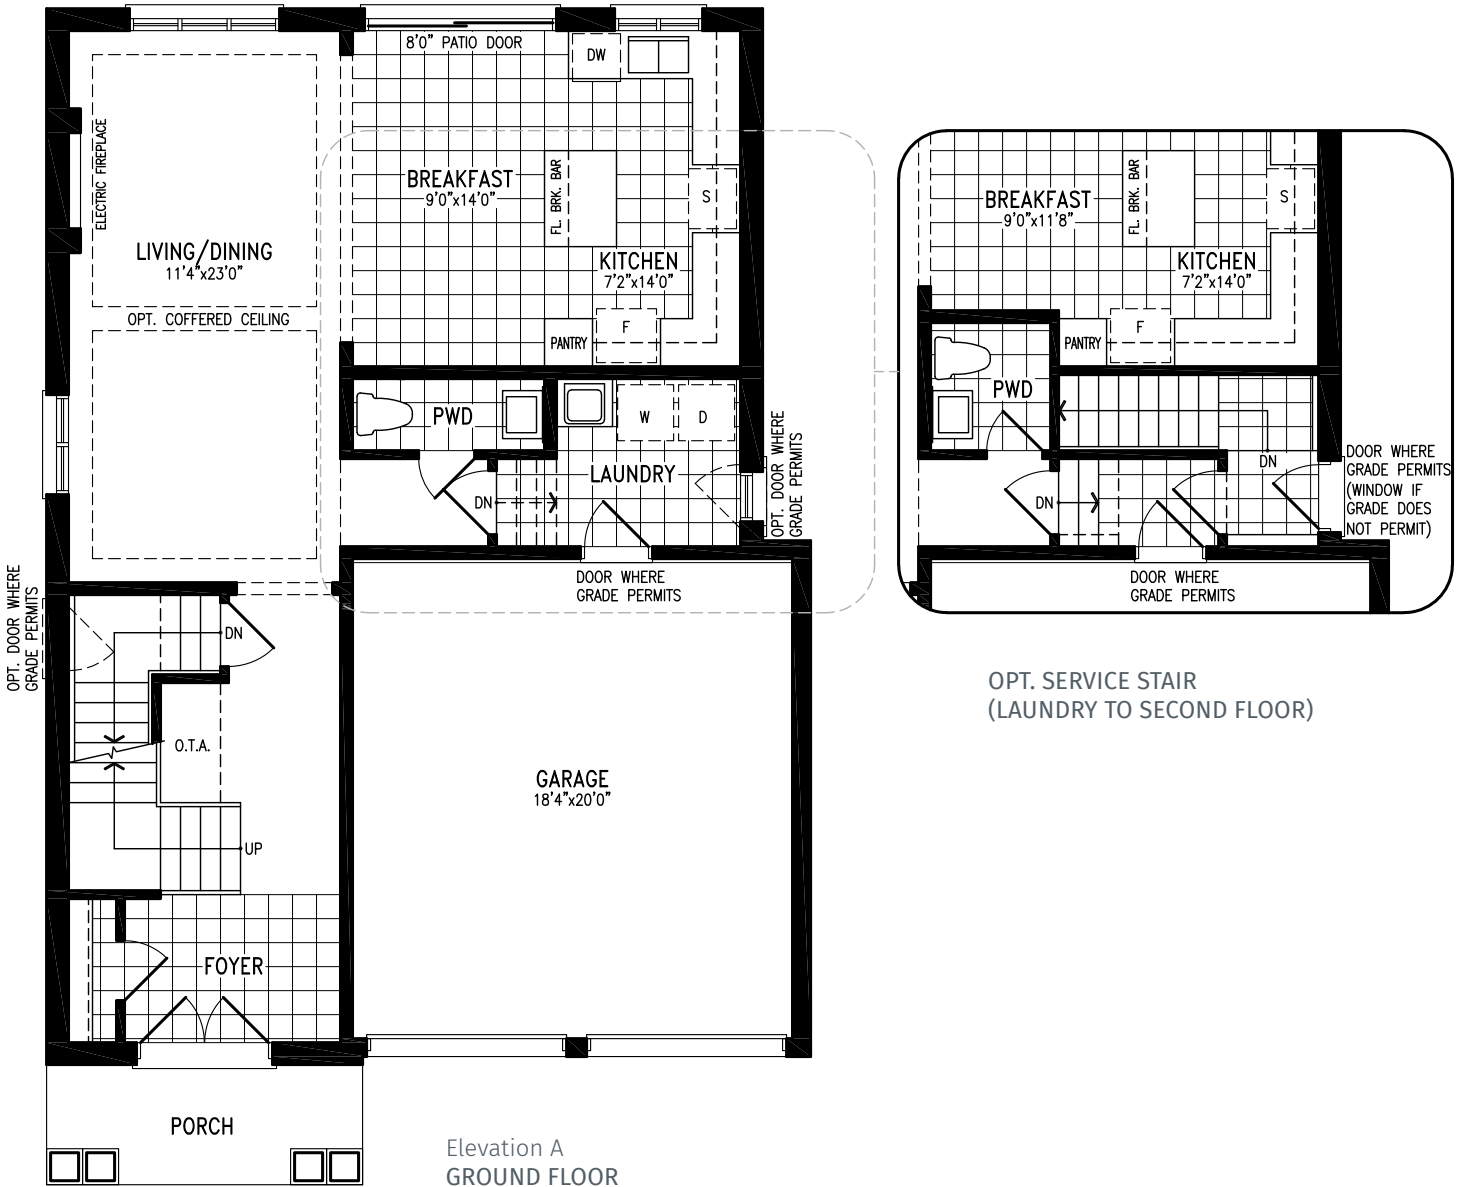 8'0" PATIO DOOR
DW
ELECTRIC FIREPLACE
BREAKFAST
9'0"x14'0"
FL. BRK. BAR
S
LIVING/DINING
11'4"x23'0"
KITCHEN
7'2"x14'0"
OPT. COFFERED CEILING
F
PANTRY
PWD
W
D
LAUNDRY
DN
OPT. DOOR WHERE
GRADE PERMITS
DOOR WHERE
GRADE PERMITS
OPT. DOOR WHERE
GRADE PERMITS
DN
O.T.A.
UP
GARAGE
18'4"x20'0"
FOYER
PORCH
Elevation A
GROUND FLOOR
BREAKFAST
9'0"x11'8"
FL. BRK. BAR
S
KITCHEN
7'2"x14'0"
F
PANTRY
PWD
DN
DN
DOOR WHERE
GRADE PERMITS
(WINDOW IF
GRADE DOES
NOT PERMIT)
DOOR WHERE
GRADE PERMITS
OPT. SERVICE STAIR
(LAUNDRY TO SECOND FLOOR)